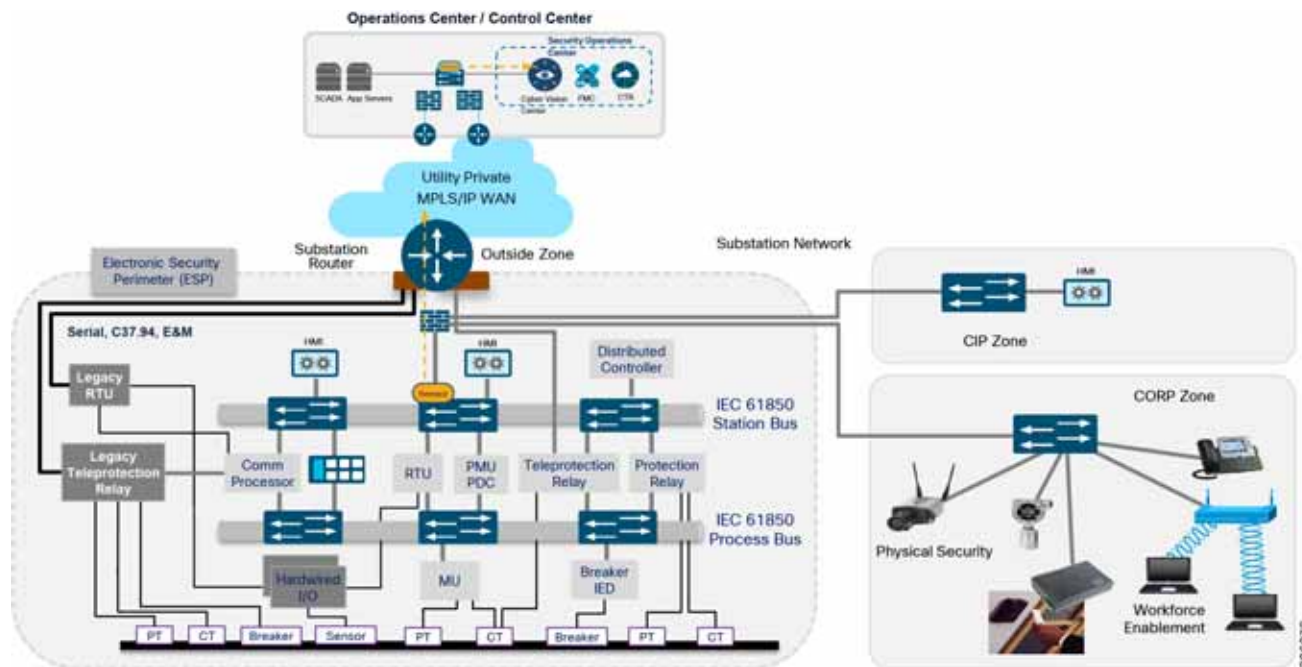 Operations Center / Control Center
Security Operations
Center
SCADA App Servers
Cyber Vision
Center
FMC
CTA
Utility Private
MPLS/IP WAN
Substation
Router
Outside Zone
Substation Network
Electronic Security
Perimeter (ESP)
Serial, C37.94, E&M
HMI
HMI
Distributed
Controller
HMI
CIP Zone
Legacy
RTU
Sensor
IEC 61850
Station Bus
CORP Zone
Legacy
Teleprotection
Relay
Comm
Processor
RTU
PMU
PDC
Teleprotection
Relay
Protection
Relay
IEC 61850
Process Bus
Physical Security
Hardwired
I/O
MU
Breaker
IED
Workforce
Enablement
PT
CT
Breaker
Sensor
PT
CT
Breaker
PT
CT